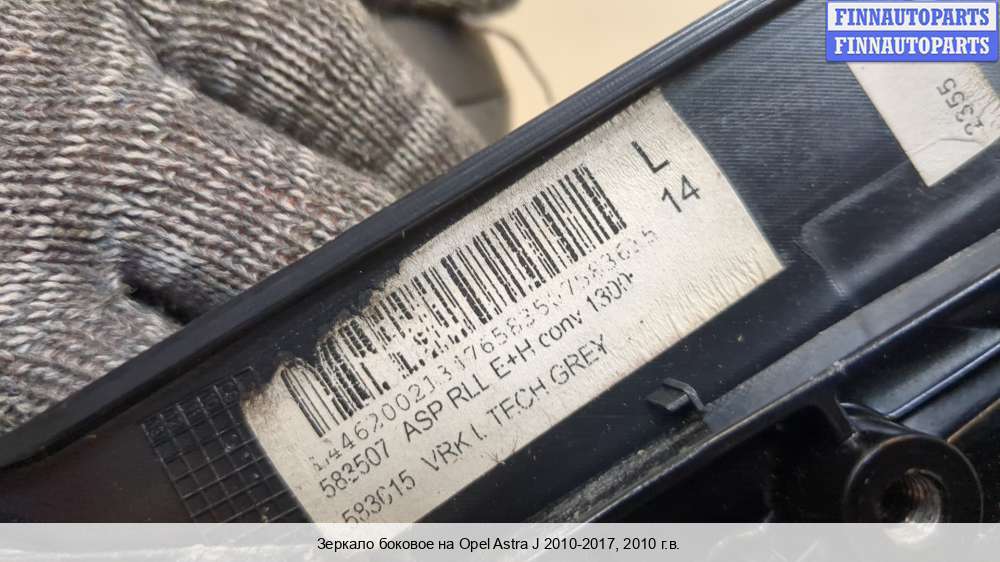 FINNAUTOPARTS
FINNAUTOPARTS
2355
L
14
583507 ASP RLL E+H conv 1300
583615 VRK l. TECH GREY
Зеркало боковое на Opel Astra J 2010-2017, 2010 г.в.